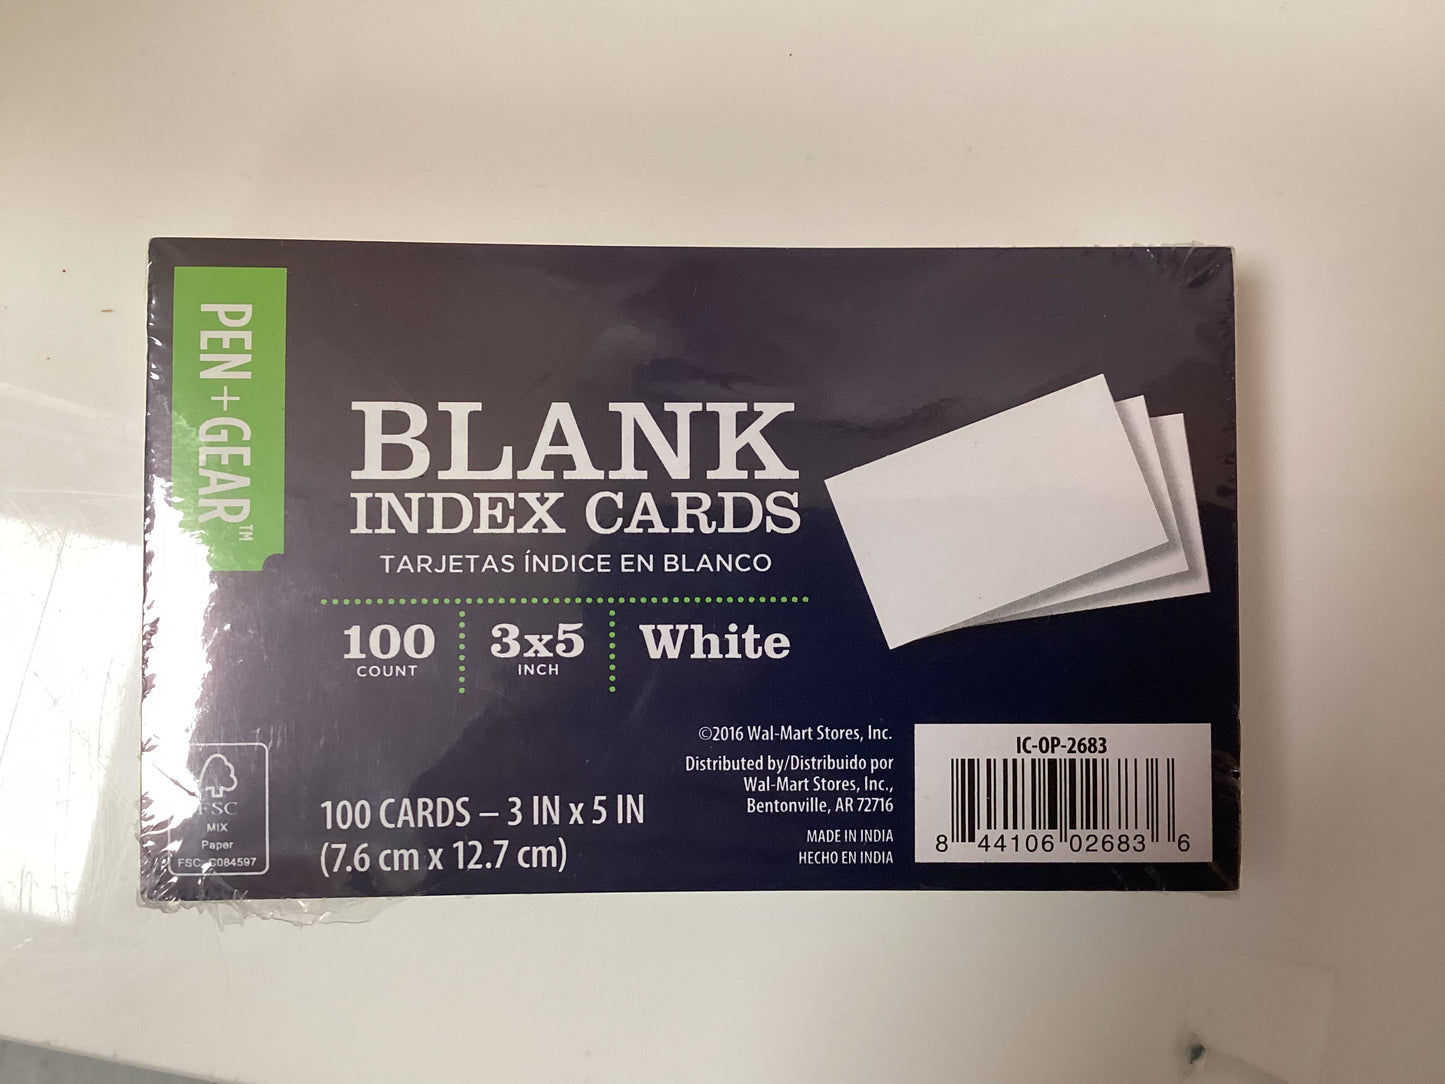 PEN+GEAR™
BLANK
INDEX CARDS
TARJETAS ÍNDICE EN BLANCO
100
COUNT
3x5
INCH
White
©2016 Wal-Mart Stores, Inc.
Distributed by/Distribuido por
Wal-Mart Stores, Inc.,
Bentonville, AR 72716
MADE IN INDIA
HECHO EN INDIA
100 CARDS – 3 IN x 5 IN
(7.6 cm x 12.7 cm)
FSC
MIX
Paper
FSC C084597
IC-OP-2683
8 44106 02683 6